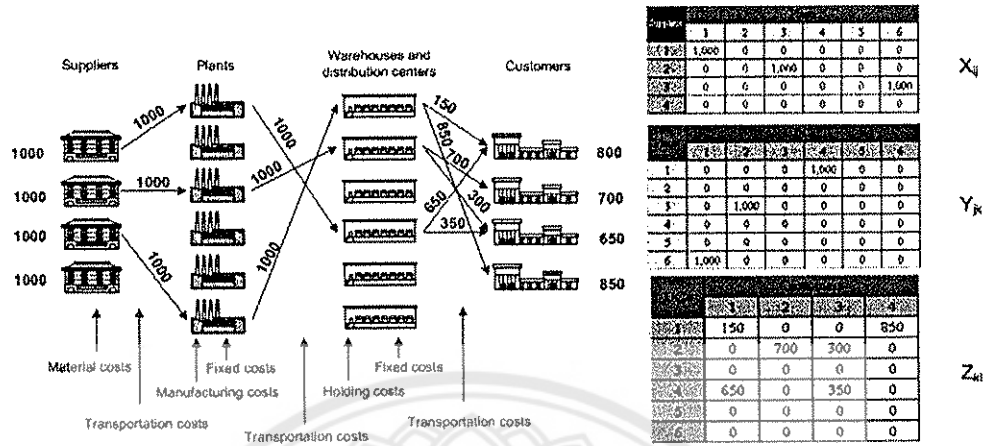 Suppliers
Plants
Warehouses and
distribution centers
Customers
1000
1000
1000
1000
1000
1000
1000
1000
1000
1000
1000
150
850
700
300
650
350
800
700
650
850
Material costs
Fixed costs
Manufacturing costs
Transportation costs
Transportation costs
Fixed costs
Holding costs
Transportation costs
1 2 3 4 5 6
1 1,000 0 0 0 0 0
2 0 0 1,000 0 0 0
3 0 0 0 0 0 1,000
4 0 0 0 0 0 0
Xij
1 2 3 4 5 6
1 0 0 0 1,000 0 0
2 0 0 0 0 0 0
3 0 1,000 0 0 0 0
4 0 0 0 0 0 0
5 0 0 0 0 0 0
6 1,000 0 0 0 0 0
Yjk
1 2 3 4
1 150 0 0 850
2 0 700 300 0
3 0 0 0 0
4 650 0 350 0
5 0 0 0 0
6 0 0 0 0
Zkl